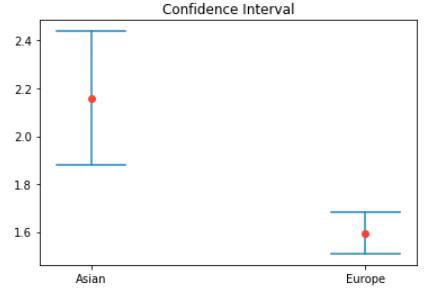 Confidence Interval
2.4
2.2
2.0
1.8
1.6
Asian Europe